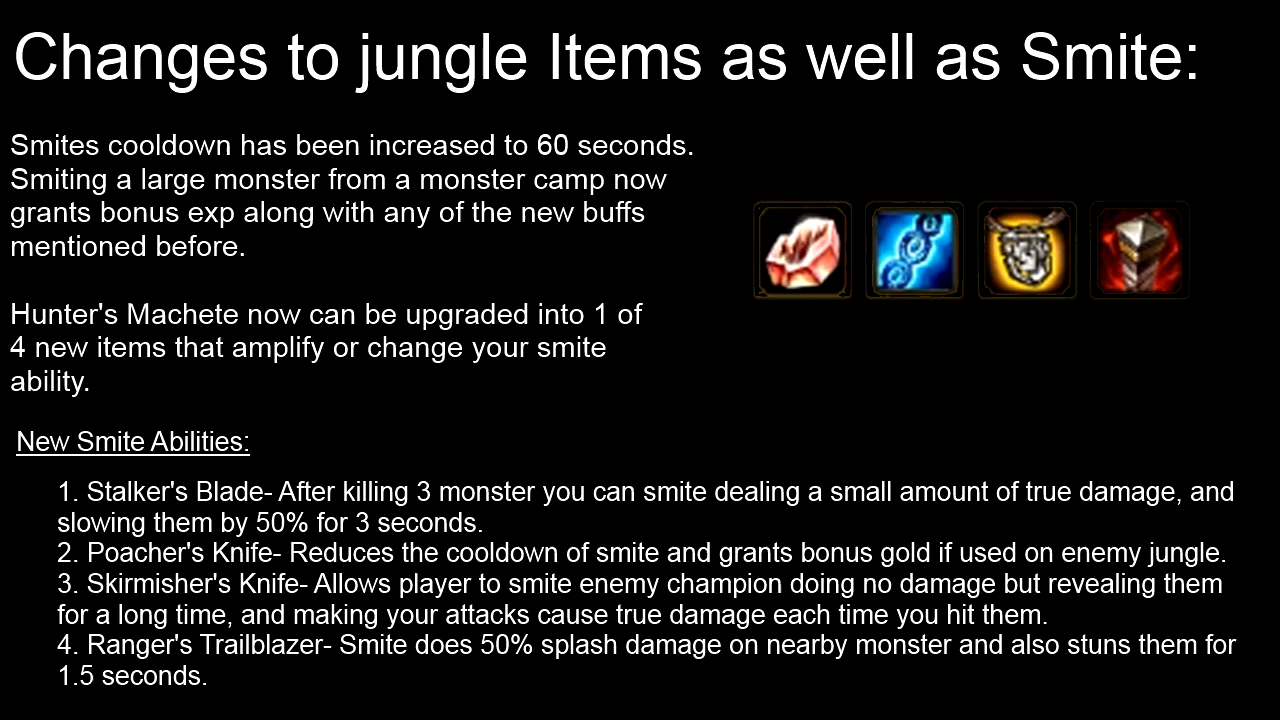 Changes to jungle Items as well as Smite:
Smites cooldown has been increased to 60 seconds.
Smiting a large monster from a monster camp now
grants bonus exp along with any of the new buffs
mentioned before.
Hunter's Machete now can be upgraded into 1 of
4 new items that amplify or change your smite
ability.
New Smite Abilities:
1. Stalker's Blade- After killing 3 monster you can smite dealing a small amount of true damage, and
slowing them by 50% for 3 seconds.
2. Poacher's Knife- Reduces the cooldown of smite and grants bonus gold if used on enemy jungle.
3. Skirmisher's Knife- Allows player to smite enemy champion doing no damage but revealing them
for a long time, and making your attacks cause true damage each time you hit them.
4. Ranger's Trailblazer- Smite does 50% splash damage on nearby monster and also stuns them for
1.5 seconds.